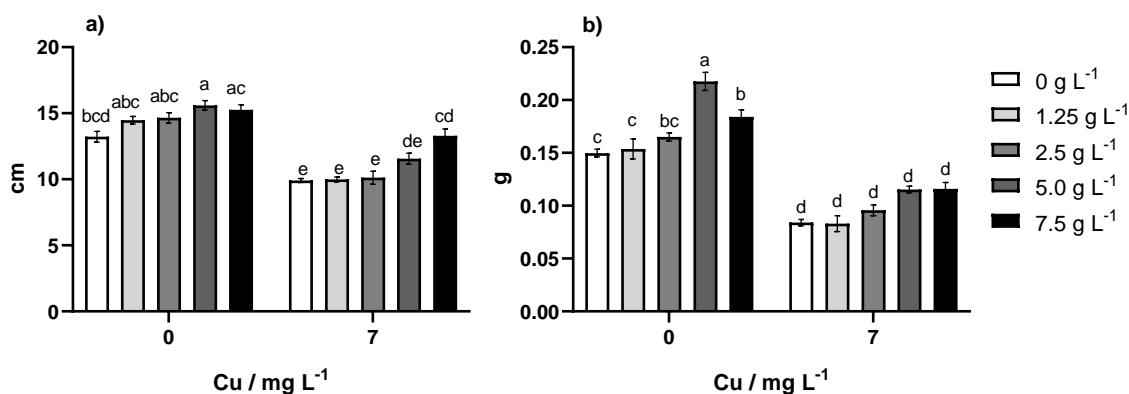 a)
20
15
10
5
0
cm
bcd
abc
abc
a
ac
e
e
e
de
cd
0
7
Cu / mg L⁻¹
b)
0.25
0.20
0.15
0.10
0.05
0.00
g
c
c
bc
a
b
d
d
d
d
d
0
7
Cu / mg L⁻¹
0 g L⁻¹
1.25 g L⁻¹
2.5 g L⁻¹
5.0 g L⁻¹
7.5 g L⁻¹